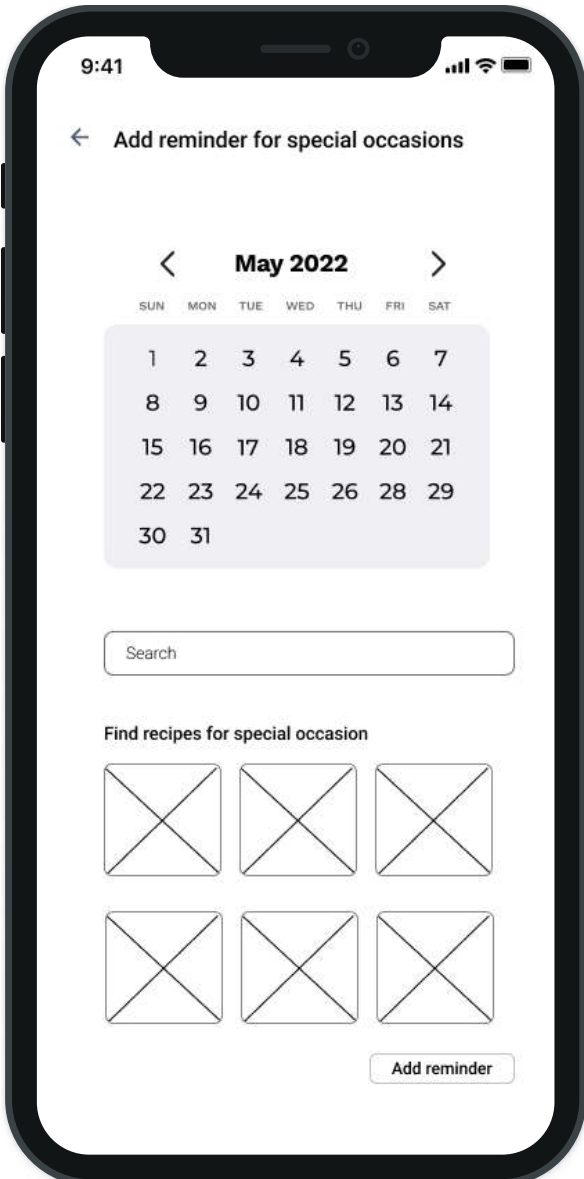 9:41
Add reminder for special occasions
May 2022
SUN MON TUE WED THU FRI SAT
1 2 3 4 5 6 7
8 9 10 11 12 13 14
15 16 17 18 19 20 21
22 23 24 25 26 28 29
30 31
Search
Find recipes for special occasion
Add reminder